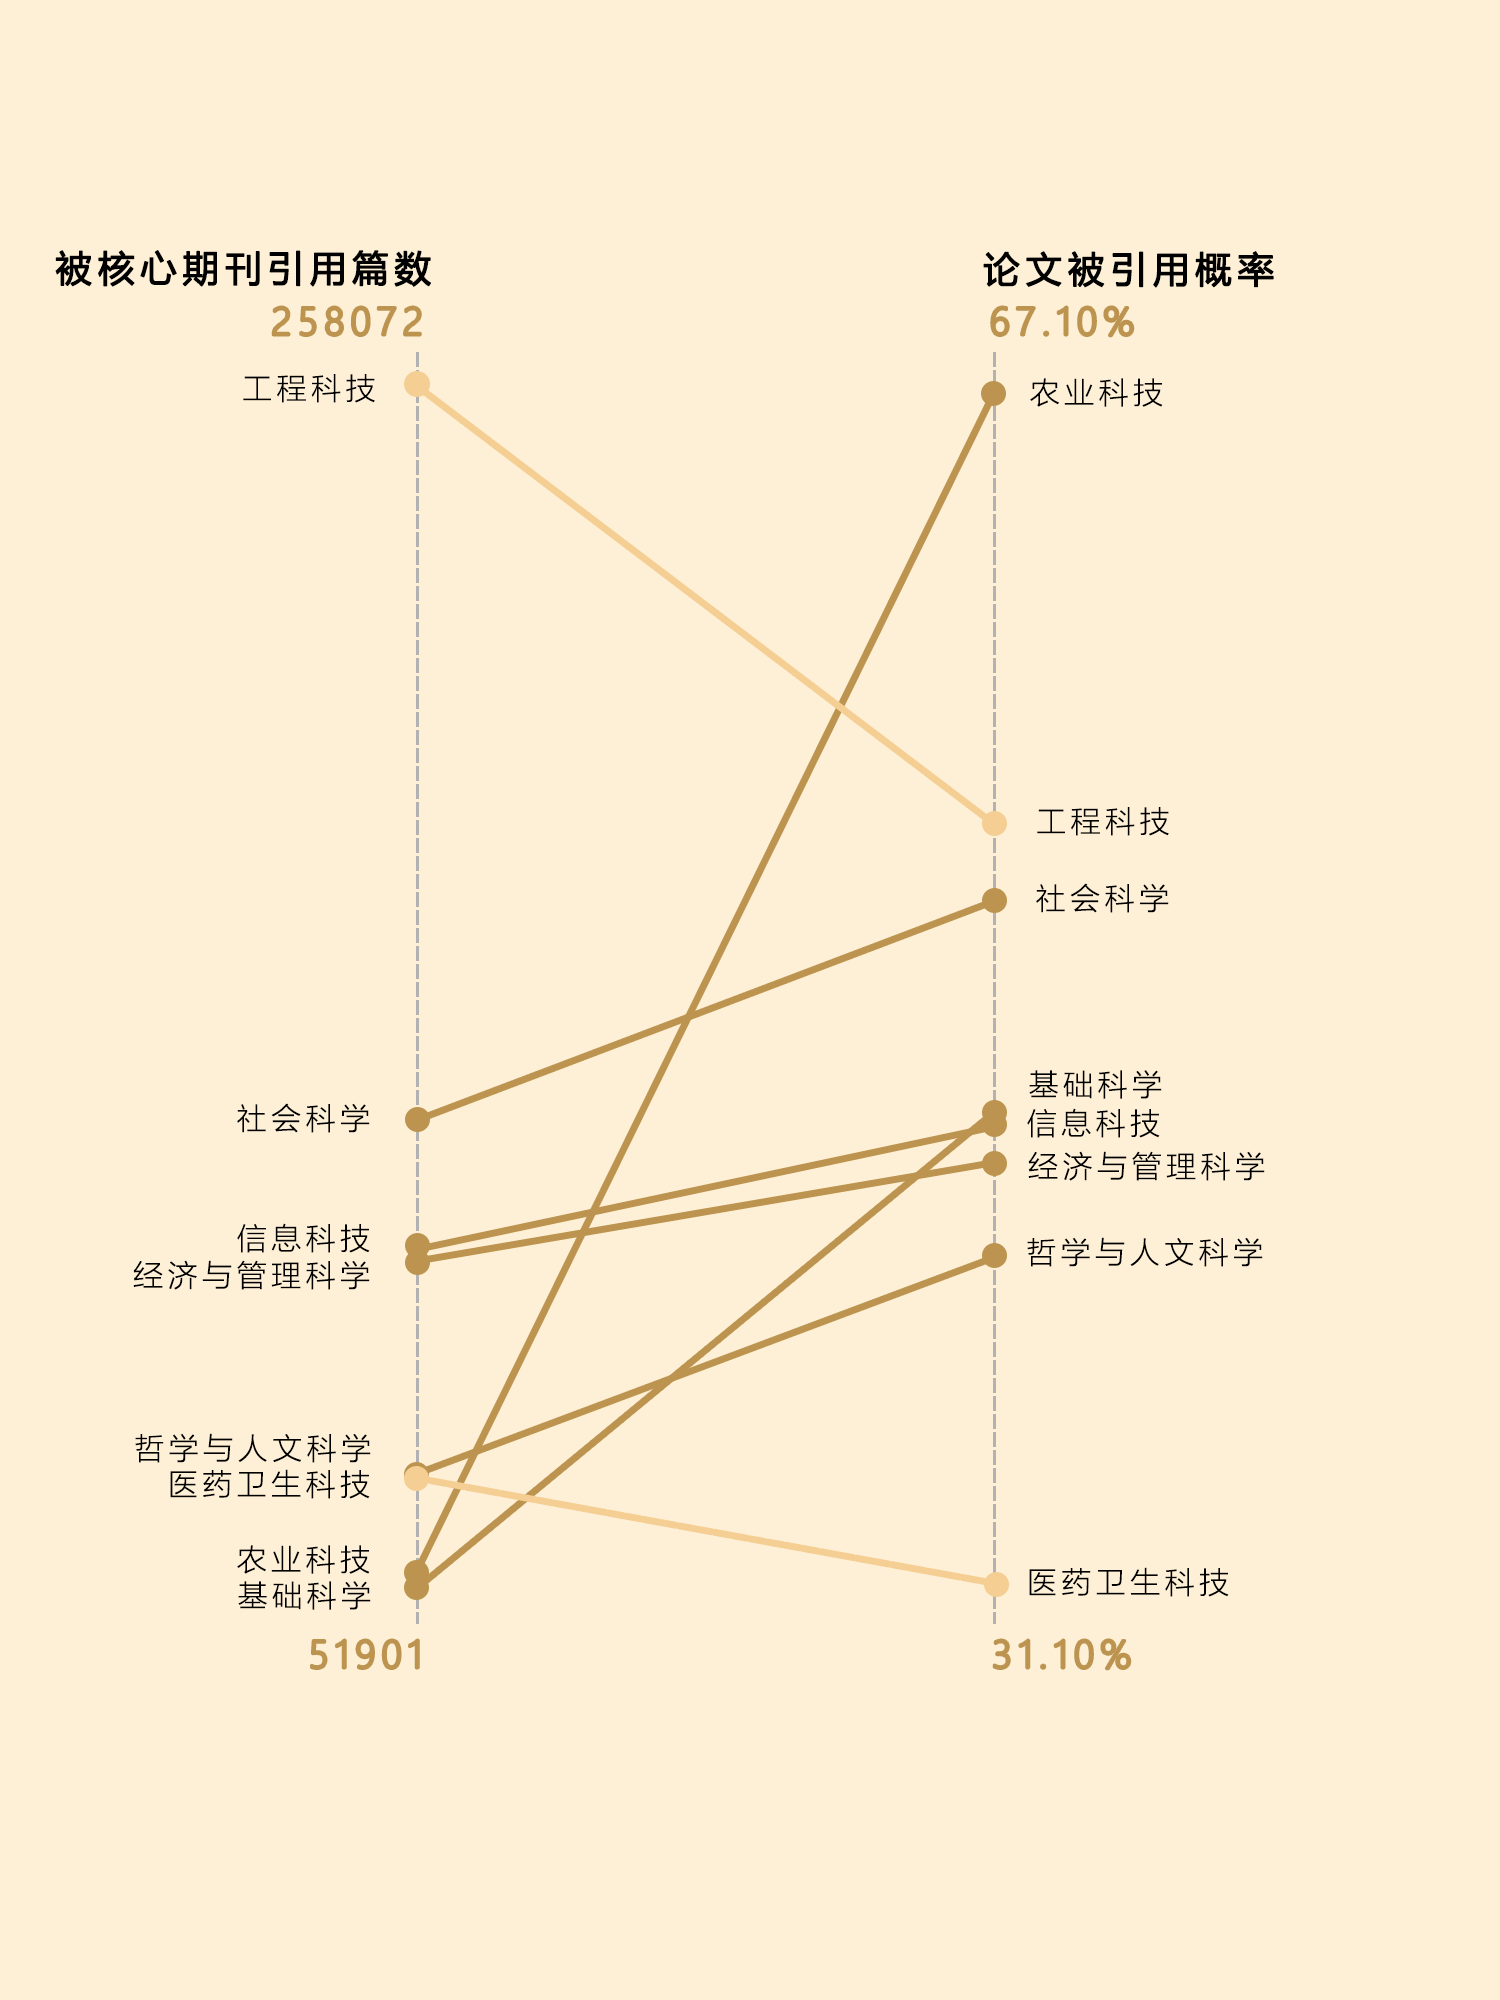 被核心期刊引用篇数
258072
工程科技
社会科学
信息科技
经济与管理科学
哲学与人文科学
医药卫生科技
农业科技
基础科学
51901
论文被引用概率
67.10%
农业科技
工程科技
社会科学
基础科学
信息科技
经济与管理科学
哲学与人文科学
医药卫生科技
31.10%